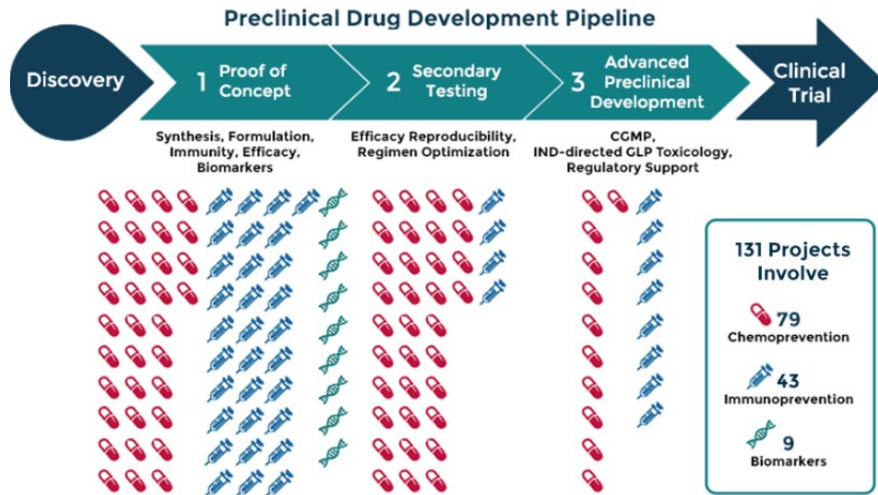 Preclinical Drug Development Pipeline
Discovery
1 Proof of
Concept
2 Secondary
Testing
3 Advanced
Preclinical
Development
Clinical
Trial
Synthesis, Formulation,
Immunity, Efficacy,
Biomarkers
Efficacy Reproducibility,
Regimen Optimization
CGMP,
IND-directed GLP Toxicology,
Regulatory Support
131 Projects
Involve
79
Chemoprevention
43
Immunoprevention
9
Biomarkers